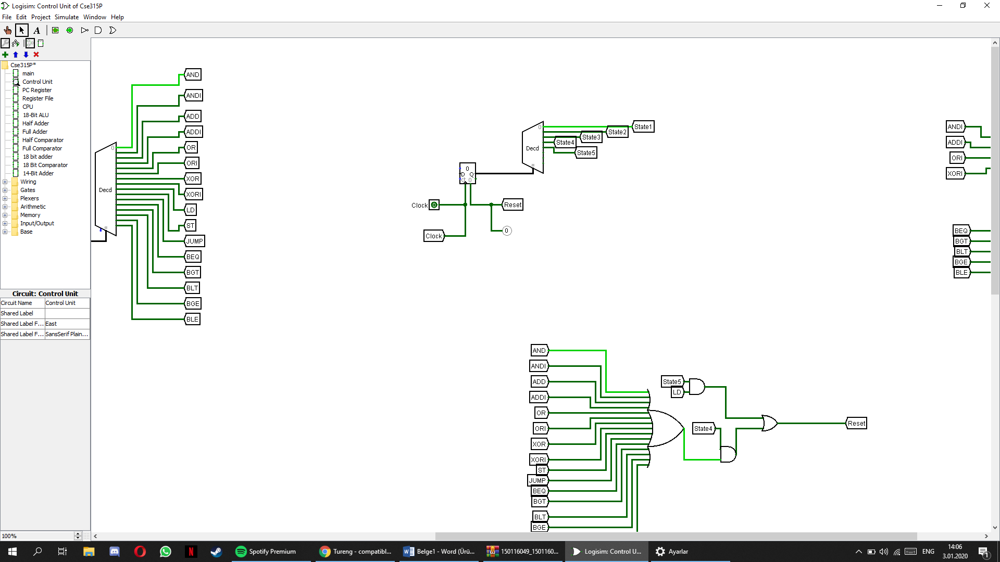 Logisim: Control Unit of Cse315P
File Edit Project Simulate Window Help
A
Cse315P*
main
Control Unit
PC Register
Register File
CPU
18-Bit ALU
Half Adder
Full Adder
Half Comparator
Full Comparator
18 bit adder
18 Bit Comparator
14-Bit Adder
Wiring
Gates
Plexers
Arithmetic
Memory
Input/Output
Base
Circuit: Control Unit
Circuit Name Control Unit
Shared Label
Shared Label F... East
Shared Label F... SansSerif Plain...
100%
0
Decd
AND
ANDI
ADD
ADDI
OR
ORI
XOR
XORI
LD
ST
JUMP
BEQ
BGT
BLT
BGE
BLE
0
Decd
State1
State2
State3
State4
State5
0
D Q
ct 0
Clock 0
Reset
0
Clock
ANDI
ADDI
ORI
XORI
BEQ
BGT
BLT
BGE
BLE
AND
ANDI
ADD
ADDI
OR
ORI
XOR
XORI
ST
JUMP
BEQ
BGT
BLT
BGE
State5
LD
State4
Reset
Spotify Premium
Tureng - compatibl...
Belge1 - Word (Ürü...
150116049_1501160...
Logisim: Control U...
Ayarlar
ENG
14:06
3.01.2020
1